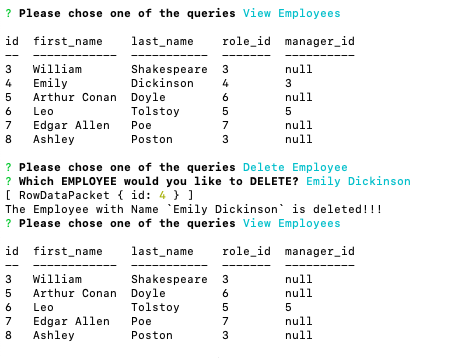 ? Please chose one of the queries View Employees
id  first_name    last_name    role_id  manager_id
--  ------------  -----------  -------  ----------
3   William       Shakespeare  3        null
4   Emily         Dickinson    4        3
5   Arthur Conan  Doyle        6        null
6   Leo           Tolstoy      5        5
7   Edgar Allen   Poe          7        null
8   Ashley        Poston       3        null
? Please chose one of the queries Delete Employee
? Which EMPLOYEE would you like to DELETE? Emily Dickinson
[ RowDataPacket { id: 4 } ]
The Employee with Name `Emily Dickinson` is deleted!!!
? Please chose one of the queries View Employees
id  first_name    last_name    role_id  manager_id
--  ------------  -----------  -------  ----------
3   William       Shakespeare  3        null
5   Arthur Conan  Doyle        6        null
6   Leo           Tolstoy      5        5
7   Edgar Allen   Poe          7        null
8   Ashley        Poston       3        null